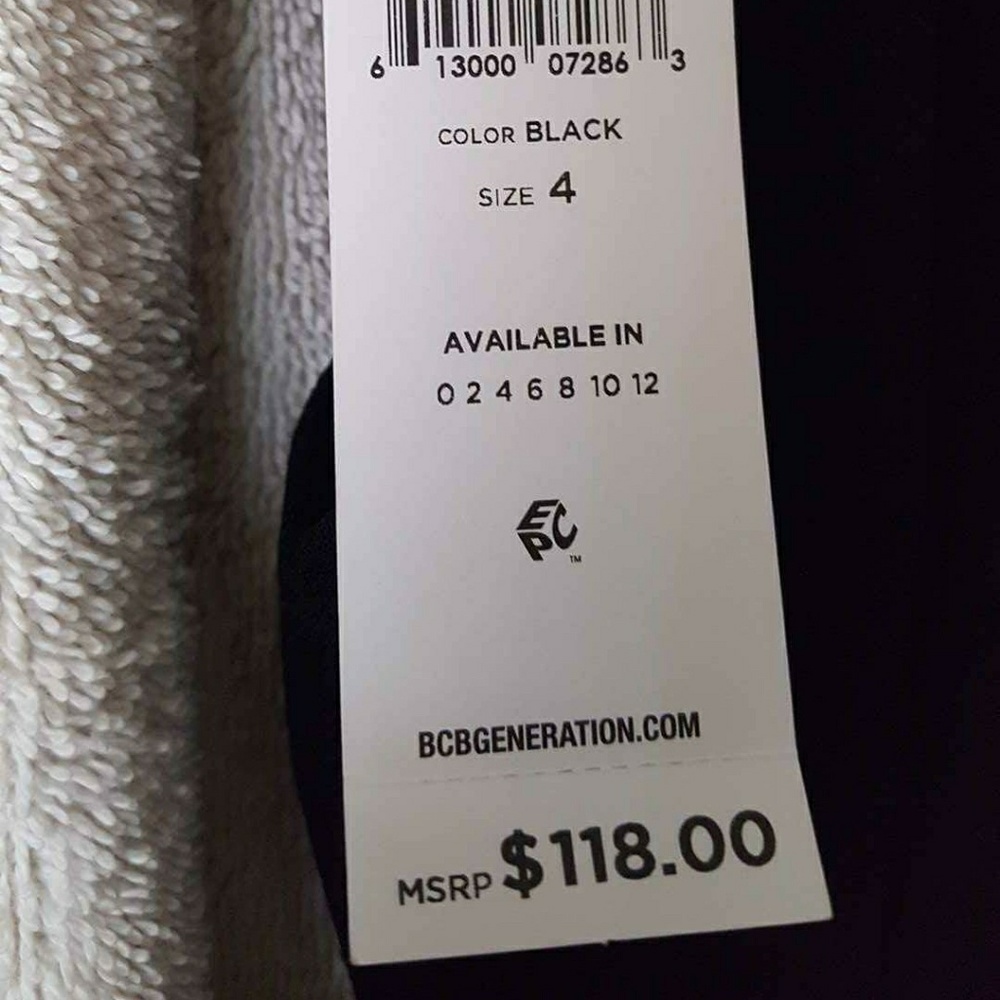 6 13000 07286 3
COLOR BLACK
SIZE 4
AVAILABLE IN
0 2 4 6 8 10 12
EPC™
BCBGENERATION.COM
MSRP $118.00